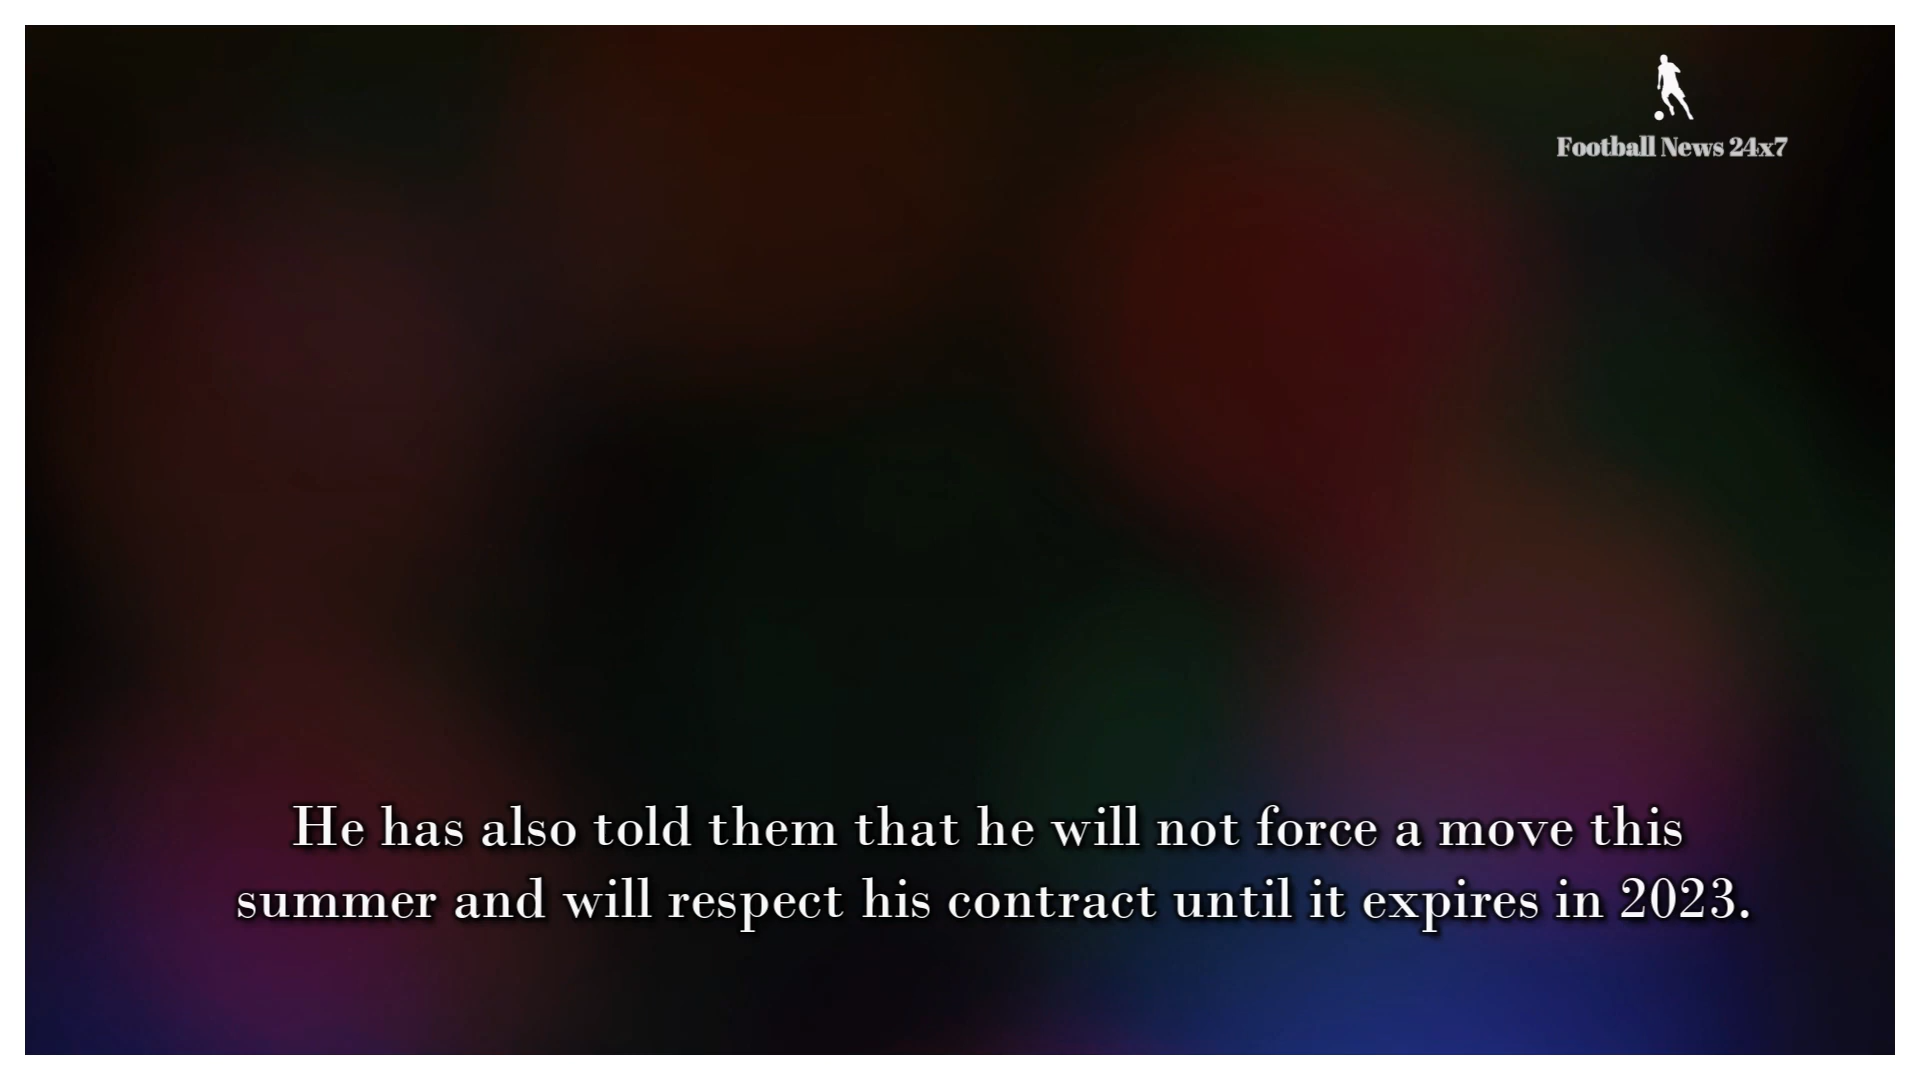 Football News 24x7
He has also told them that he will not force a move this
summer and will respect his contract until it expires in 2023.